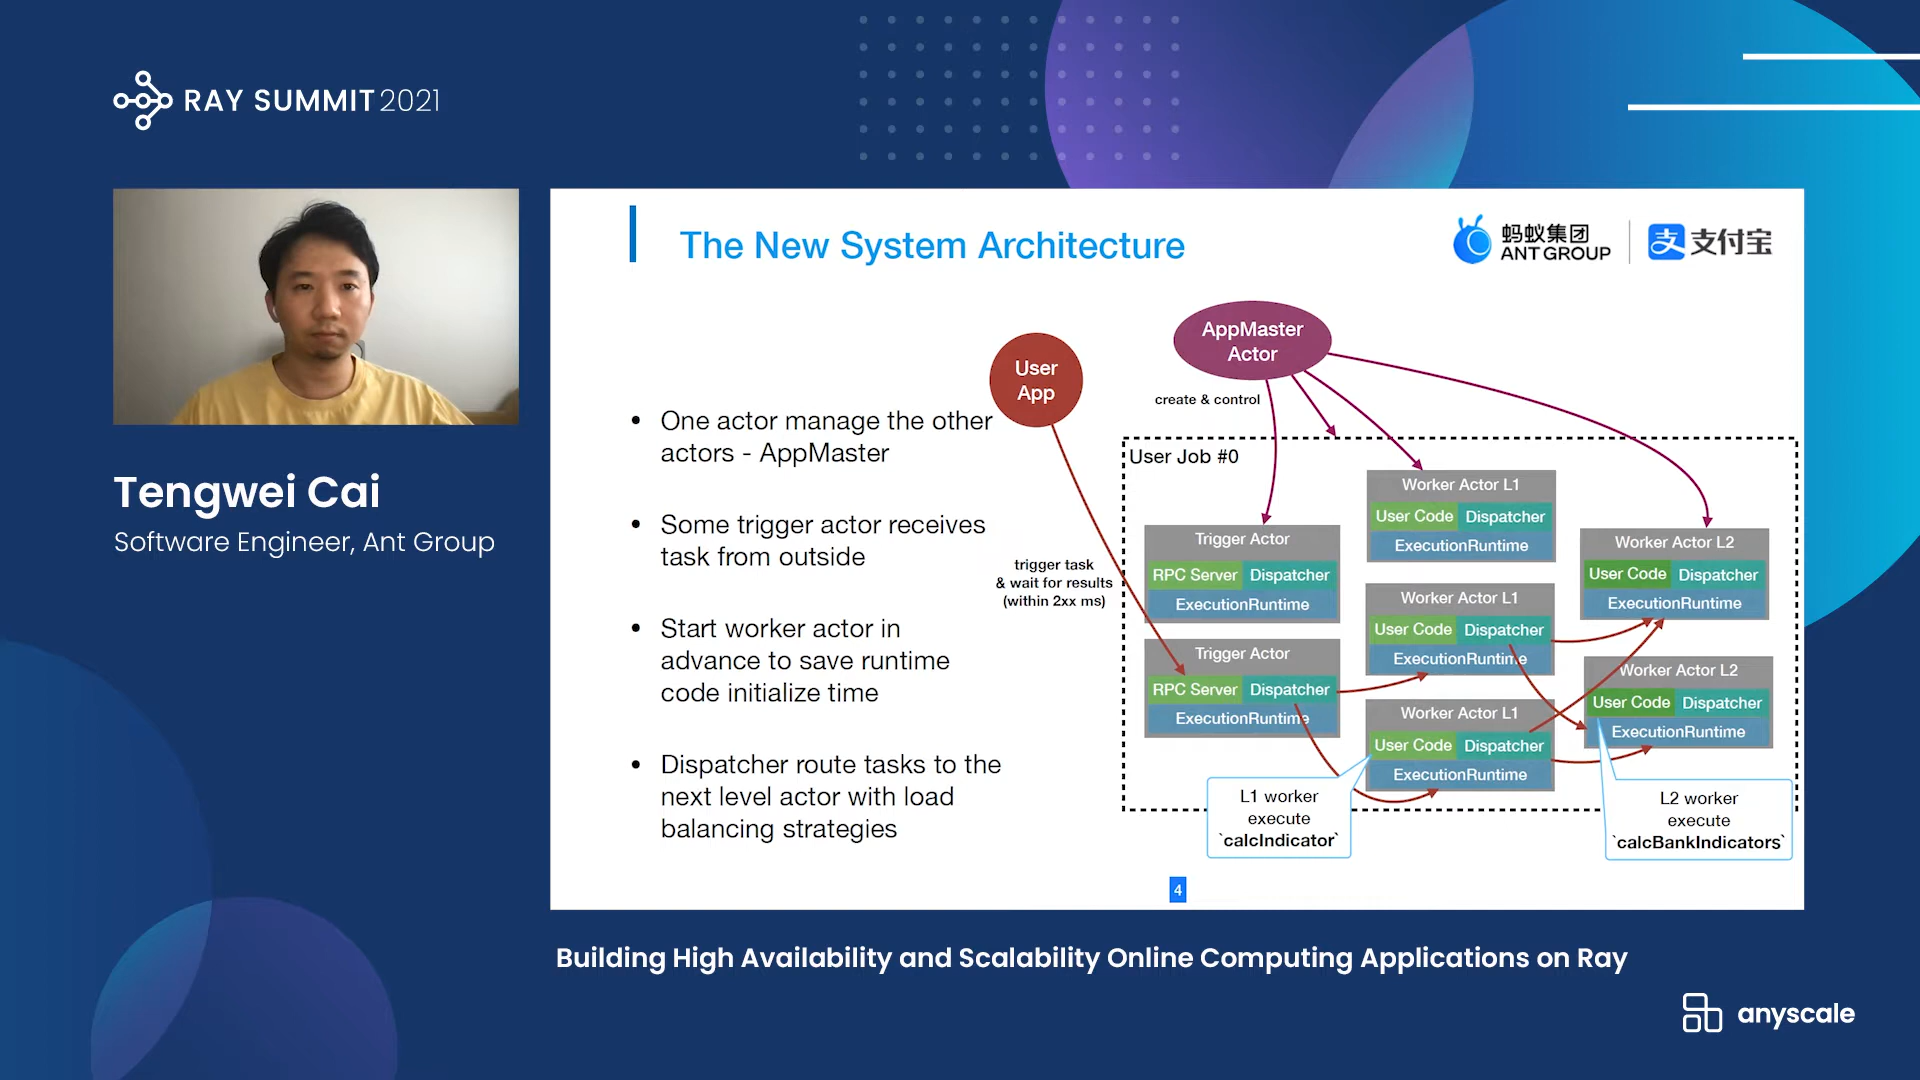 RAY SUMMIT 2021
Tengwei Cai
Software Engineer, Ant Group
The New System Architecture
蚂蚁集团
ANT GROUP
支 支付宝
• One actor manage the other
actors - AppMaster
• Some trigger actor receives
task from outside
• Start worker actor in
advance to save runtime
code initialize time
• Dispatcher route tasks to the
next level actor with load
balancing strategies
User
App
AppMaster
Actor
create & control
trigger task
& wait for results
(within 2xx ms)
User Job #0
Trigger Actor
RPC Server Dispatcher
ExecutionRuntime
Trigger Actor
RPC Server Dispatcher
ExecutionRuntime
Worker Actor L1
User Code Dispatcher
ExecutionRuntime
Worker Actor L1
User Code Dispatcher
ExecutionRuntime
Worker Actor L1
User Code Dispatcher
ExecutionRuntime
Worker Actor L2
User Code Dispatcher
ExecutionRuntime
Worker Actor L2
User Code Dispatcher
ExecutionRuntime
L1 worker
execute
`calcIndicator`
L2 worker
execute
`calcBankIndicators`
4
Building High Availability and Scalability Online Computing Applications on Ray
anyscale